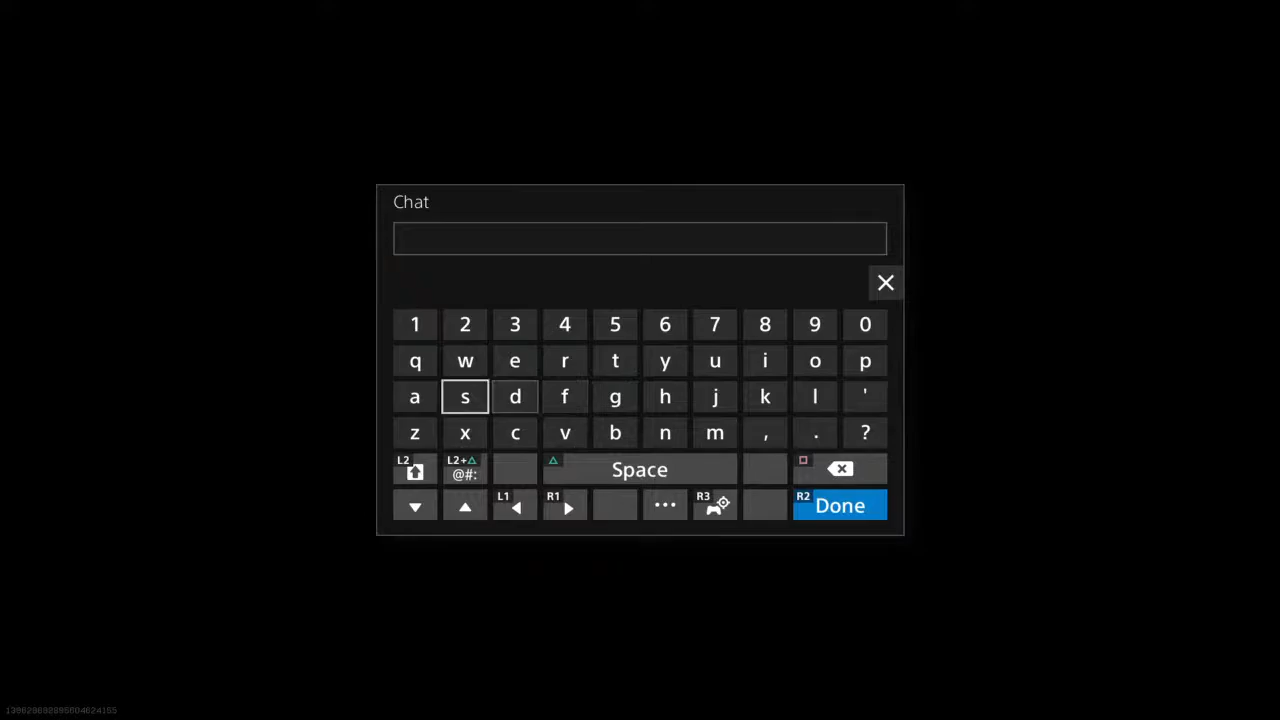 Chat
1 2 3 4 5 6 7 8 9 0
q w e r t y u i o p
a s d f g h j k l '
z x c v b n m , . ?
L2 L2+△ @#: △ Space
L1 R1 ... R3 R2 Done